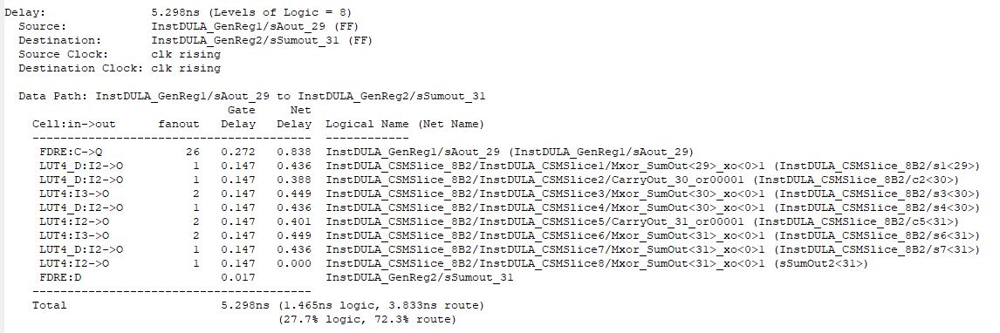 Delay: 5.298ns (Levels of Logic = 8)
Source: InstDULA_GenReg1/sAout_29 (FF)
Destination: InstDULA_GenReg2/sSumout_31 (FF)
Source Clock: clk rising
Destination Clock: clk rising
Data Path: InstDULA_GenReg1/sAout_29 to InstDULA_GenReg2/sSumout_31
Gate Net
Cell:in->out fanout Delay Delay Logical Name (Net Name)
---------------------------------------- ------------
FDRE:C->Q 26 0.272 0.838 InstDULA_GenReg1/sAout_29 (InstDULA_GenReg1/sAout_29)
LUT4_D:I2->O 1 0.147 0.436 InstDULA_CSMSlice_8B2/InstDULA_CSMSlice1/Mxor_SumOut<29>_xo<0>1 (InstDULA_CSMSlice_8B2/s1<29>)
LUT4_D:I2->O 1 0.147 0.388 InstDULA_CSMSlice_8B2/InstDULA_CSMSlice2/CarryOut_30_or00001 (InstDULA_CSMSlice_8B2/c2<30>)
LUT4:I3->O 2 0.147 0.449 InstDULA_CSMSlice_8B2/InstDULA_CSMSlice3/Mxor_SumOut<30>_xo<0>1 (InstDULA_CSMSlice_8B2/s3<30>)
LUT4_D:I2->O 1 0.147 0.436 InstDULA_CSMSlice_8B2/InstDULA_CSMSlice4/Mxor_SumOut<30>_xo<0>1 (InstDULA_CSMSlice_8B2/s4<30>)
LUT4:I2->O 2 0.147 0.401 InstDULA_CSMSlice_8B2/InstDULA_CSMSlice5/CarryOut_31_or00001 (InstDULA_CSMSlice_8B2/c5<31>)
LUT4:I3->O 2 0.147 0.449 InstDULA_CSMSlice_8B2/InstDULA_CSMSlice6/Mxor_SumOut<31>_xo<0>1 (InstDULA_CSMSlice_8B2/s6<31>)
LUT4_D:I2->O 1 0.147 0.436 InstDULA_CSMSlice_8B2/InstDULA_CSMSlice7/Mxor_SumOut<31>_xo<0>1 (InstDULA_CSMSlice_8B2/s7<31>)
LUT4:I2->O 1 0.147 0.000 InstDULA_CSMSlice_8B2/InstDULA_CSMSlice8/Mxor_SumOut<31>_xo<0>1 (sSumOut2<31>)
FDRE:D 0.017 InstDULA_GenReg2/sSumout_31
----------------------------------------
Total 5.298ns (1.465ns logic, 3.833ns route)
(27.7% logic, 72.3% route)